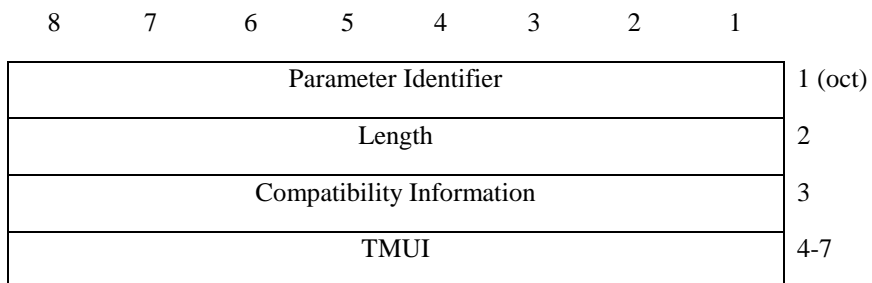 8 7 6 5 4 3 2 1
Parameter Identifier 1 (oct)
Length 2
Compatibility Information 3
TMUI 4-7